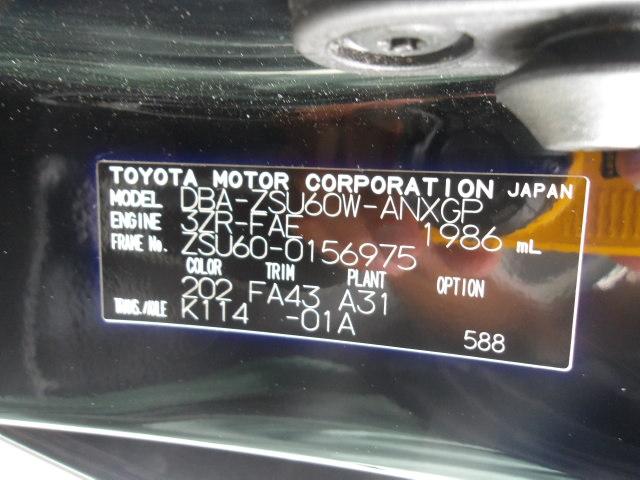 TOYOTA MOTOR CORPORATION JAPAN
MODEL DBA-ZSU60W-ANXGP
ENGINE 3ZR-FAE 1986 mL
FRAME No. ZSU60-0156975
COLOR TRIM PLANT OPTION
202 FA43 A31
TRANS./AXLE K114 -01A
588